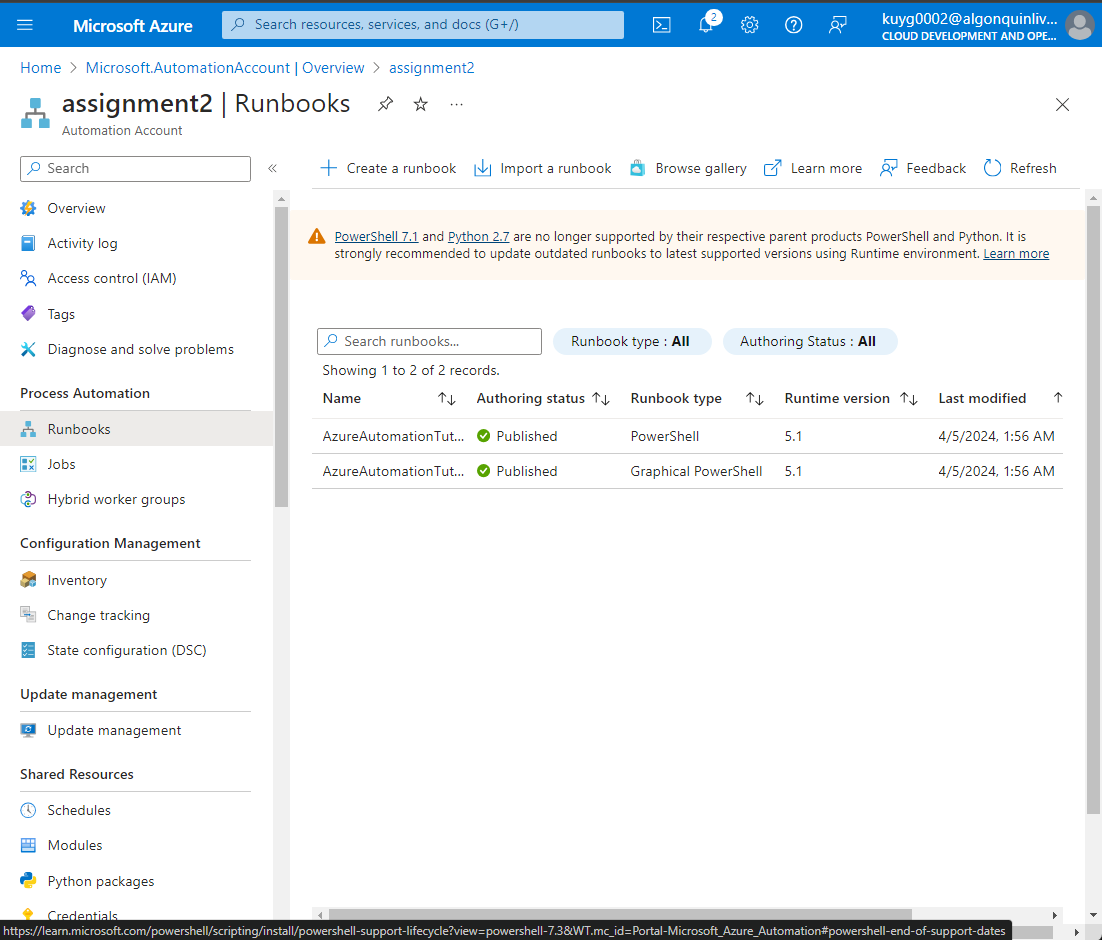 Microsoft Azure
Search resources, services, and docs (G+/)
2
kuyg0002@algonquinliv...
CLOUD DEVELOPMENT AND OPE...
Home > Microsoft.AutomationAccount | Overview > assignment2
assignment2 | Runbooks
Automation Account
Search
Create a runbook
Import a runbook
Browse gallery
Learn more
Feedback
Refresh
Overview
Activity log
Access control (IAM)
Tags
Diagnose and solve problems
Process Automation
Runbooks
Jobs
Hybrid worker groups
Configuration Management
Inventory
Change tracking
State configuration (DSC)
Update management
Update management
Shared Resources
Schedules
Modules
Python packages
Credentials
PowerShell 7.1 and Python 2.7 are no longer supported by their respective parent products PowerShell and Python. It is
strongly recommended to update outdated runbooks to latest supported versions using Runtime environment. Learn more
Search runbooks...
Runbook type : All
Authoring Status : All
Showing 1 to 2 of 2 records.
Name Authoring status Runbook type Runtime version Last modified
AzureAutomationTut... Published PowerShell 5.1 4/5/2024, 1:56 AM
AzureAutomationTut... Published Graphical PowerShell 5.1 4/5/2024, 1:56 AM
https://learn.microsoft.com/powershell/scripting/install/powershell-support-lifecycle?view=powershell-7.3&WT.mc_id=Portal-Microsoft_Azure_Automation#powershell-end-of-support-dates